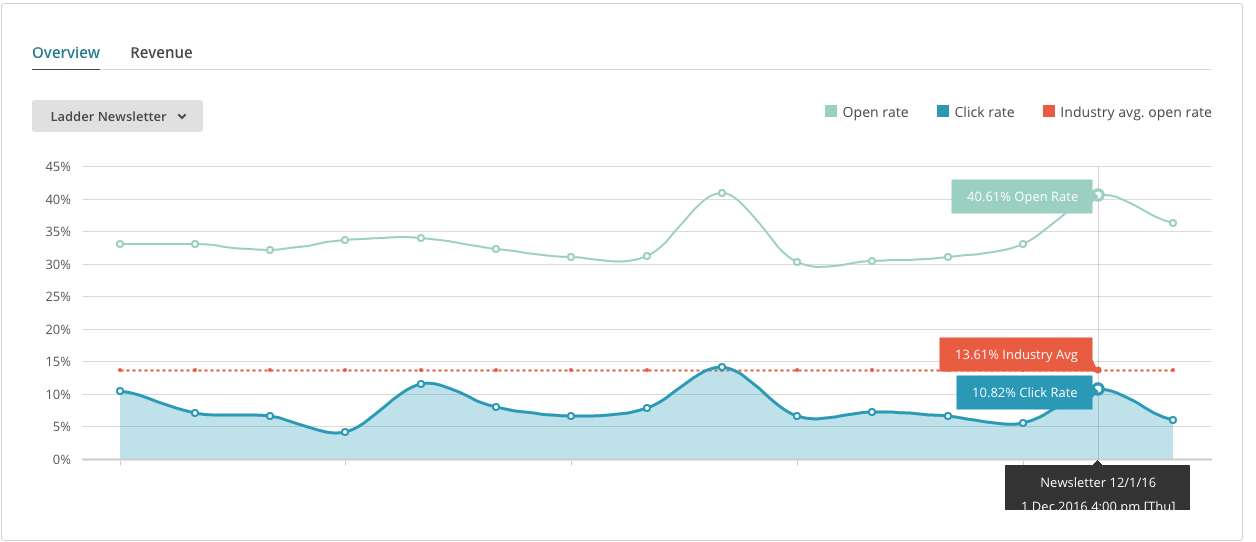 Overview Revenue
Ladder Newsletter
Open rate Click rate Industry avg. open rate
45%
40%
40.61% Open Rate
35%
30%
25%
20%
15%
13.61% Industry Avg
10%
10.82% Click Rate
5%
0%
Newsletter 12/1/16
1 Dec,2016 4:00 pm [Thu]